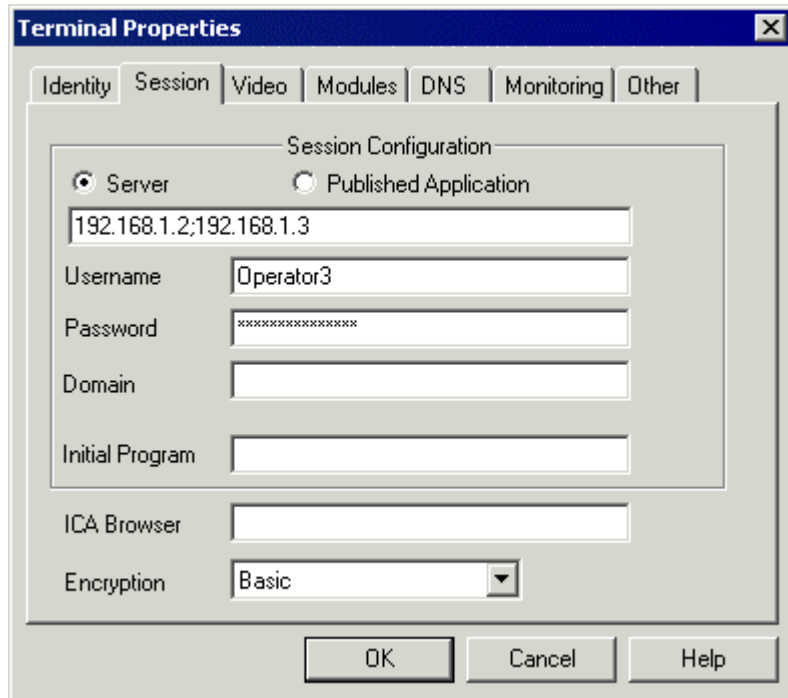 Terminal Properties
Identity Session Video Modules DNS Monitoring Other
Session Configuration
Server Published Application
192.168.1.2;192.168.1.3
Username Operator3
Password ***************
Domain
Initial Program
ICA Browser
Encryption Basic
OK Cancel Help